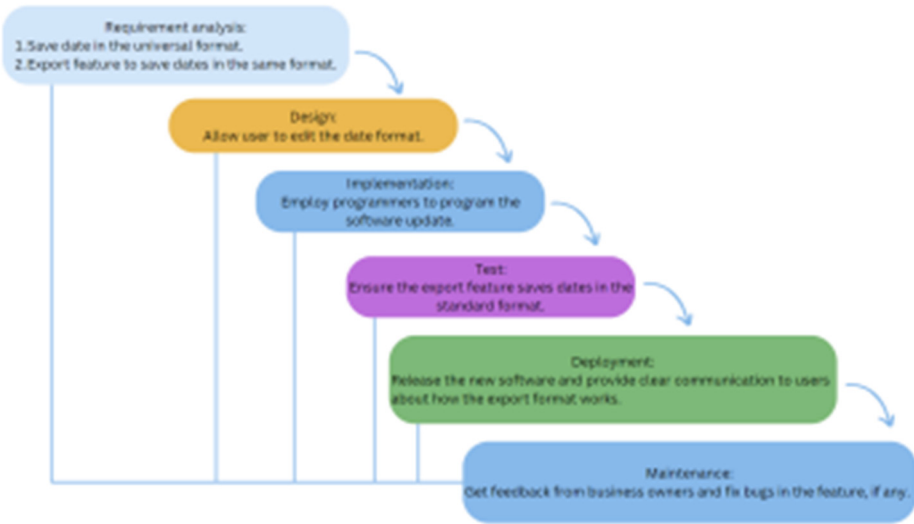 Requirement analysis:
1.Save date in the universal format.
2.Export feature to save dates in the same format.
Design:
Allow user to edit the date format.
Implementation:
Employ programmers to program the
software update.
Test:
Ensure the export feature saves dates in the
standard format.
Deployment:
Release the new software and provide clear communication to users
about how the export format works.
Maintenance:
Get feedback from business owners and fix bugs in the feature, if any.